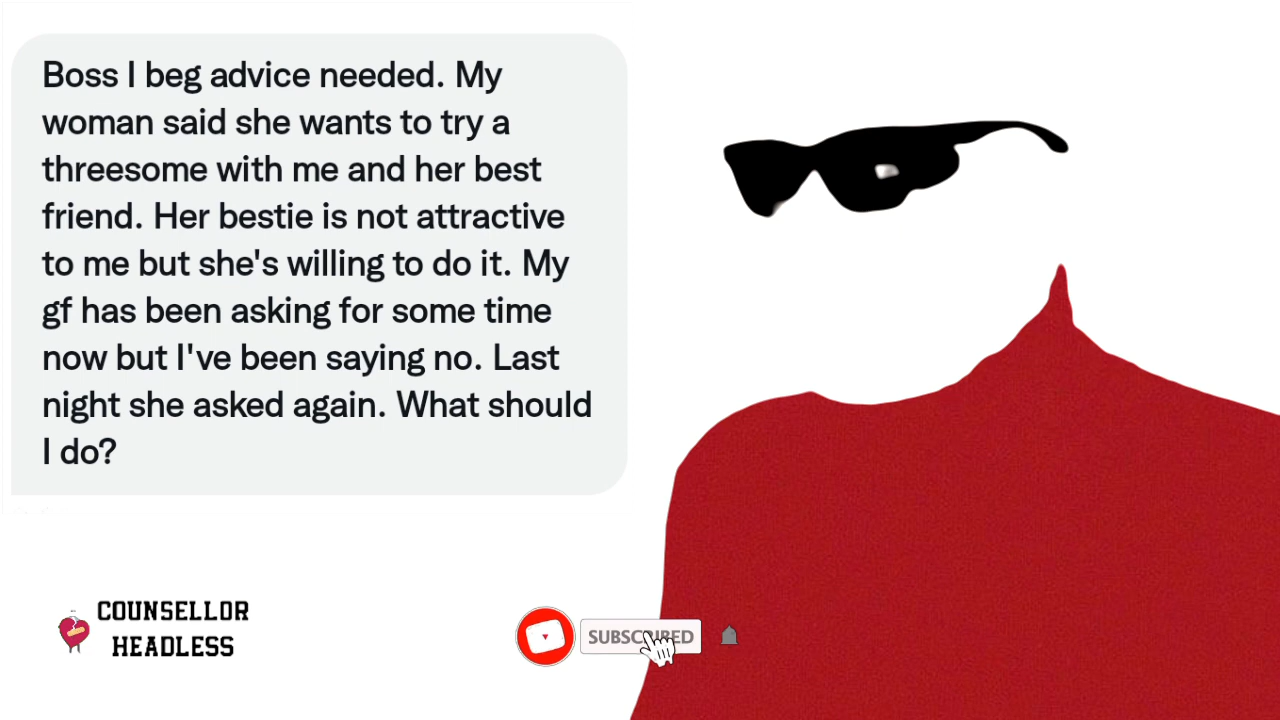 Boss I beg advice needed. My
woman said she wants to try a
threesome with me and her best
friend. Her bestie is not attractive
to me but she's willing to do it. My
gf has been asking for some time
now but I've been saying no. Last
night she asked again. What should
I do?
COUNSELLOR
HEADLESS
SUBSCRIBED